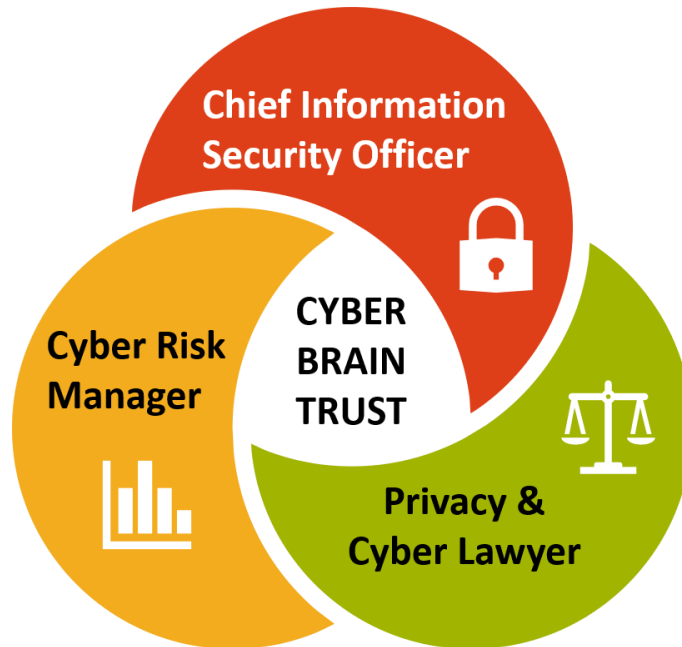 Chief Information
Security Officer
CYBER
BRAIN
TRUST
Cyber Risk
Manager
Privacy &
Cyber Lawyer